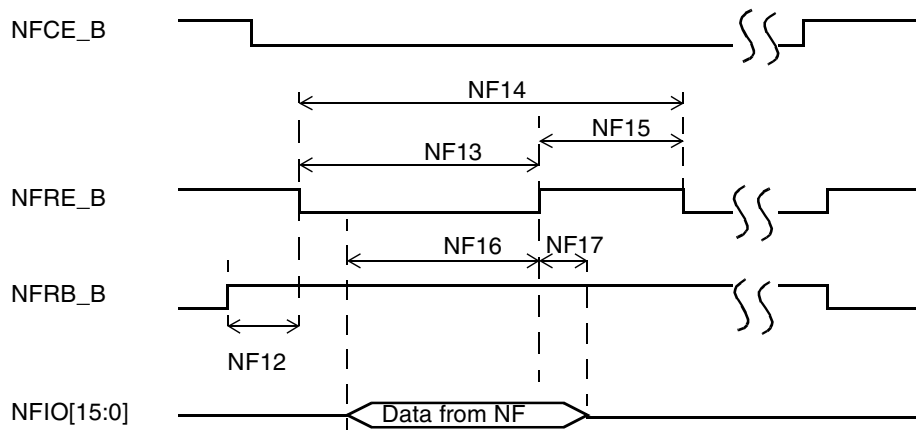 NFCE_B
NF14
NF15
NF13
NFRE_B
NF16
NF17
NFRB_B
NF12
NFIO[15:0]
Data from NF